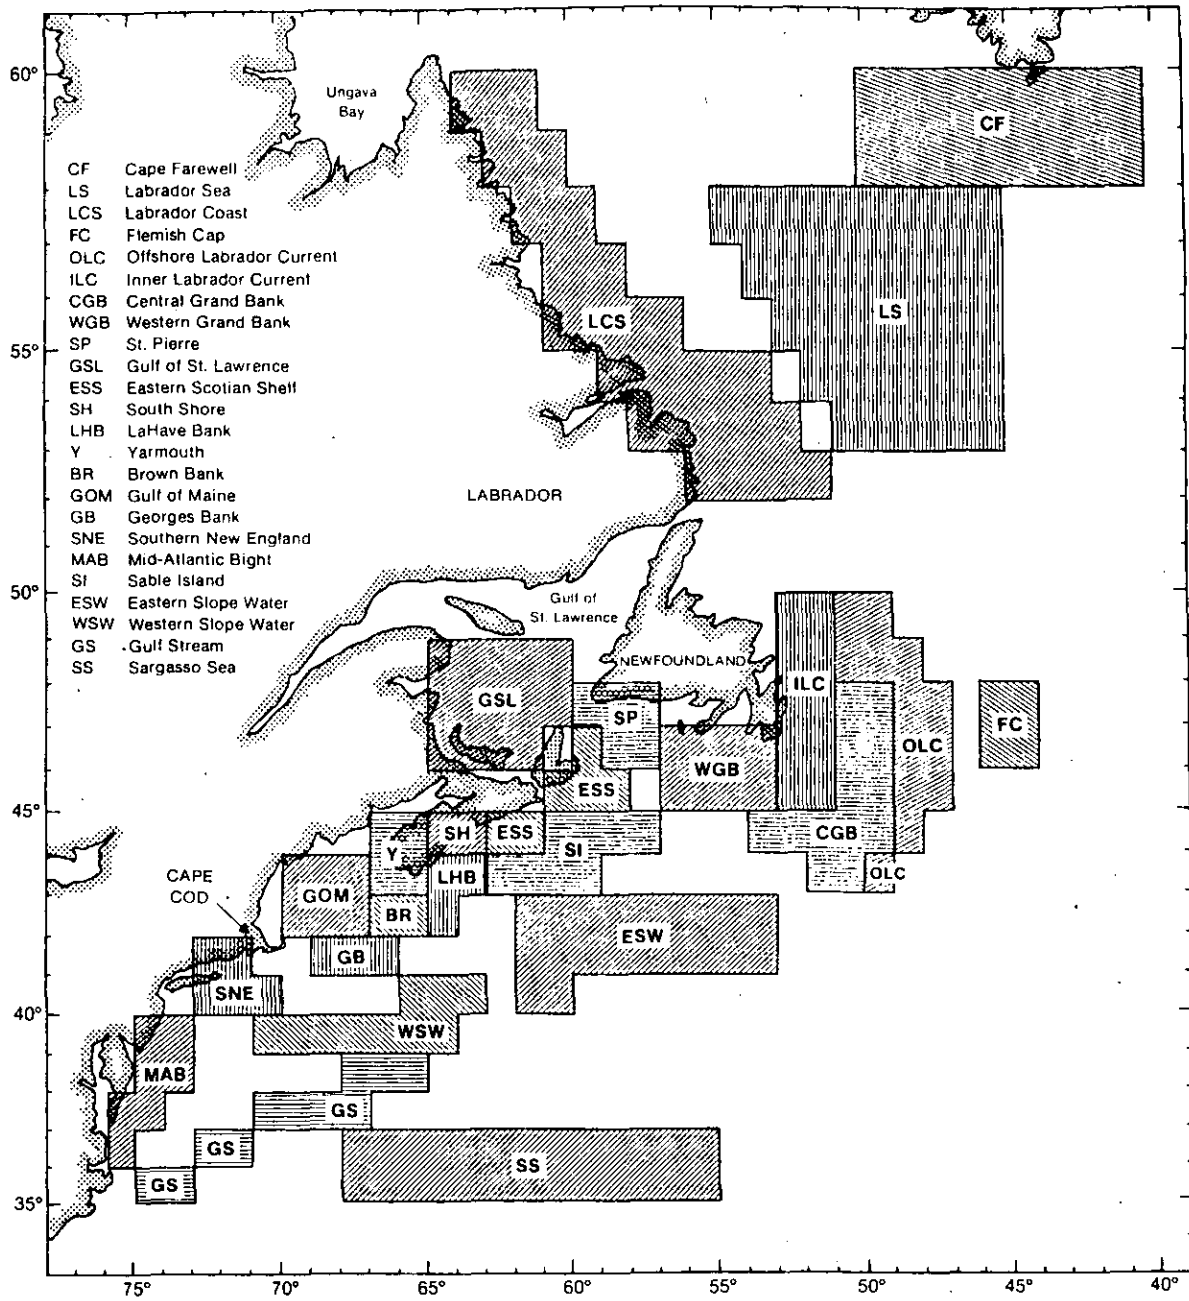 60°
Ungava
Bay
CF
CF Cape Farewell
LS Labrador Sea
LCS Labrador Coast
FC Flemish Cap
OLC Offshore Labrador Current
ILC Inner Labrador Current
CGB Central Grand Bank
WGB Western Grand Bank
SP St. Pierre
GSL Gulf of St. Lawrence
ESS Eastern Scotian Shelf
SH South Shore
LHB LaHave Bank
Y Yarmouth
BR Brown Bank
GOM Gulf of Maine
GB Georges Bank
SNE Southern New England
MAB Mid-Atlantic Bight
SI Sable Island
ESW Eastern Slope Water
WSW Western Slope Water
GS Gulf Stream
SS Sargasso Sea
LS
LCS
55°
LABRADOR
50°
Gulf of
St. Lawrence
NEWFOUNDLAND
ILC
GSL
SP
OLC
FC
WGB
ESS
45°
SH
ESS
SI
CGB
Y
LHB
OLC
CAPE
COD
GOM
BR
ESW
GB
SNE
40°
WSW
MAB
GS
GS
SS
GS
35°
75°
70°
65°
60°
55°
50°
45°
40°